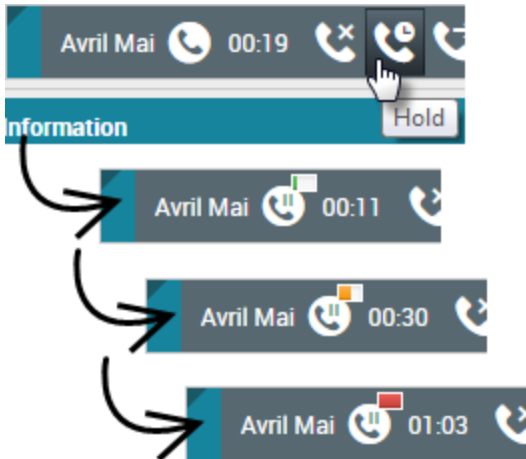 Avril Mai 00:19
Hold
Information
Avril Mai 00:11
Avril Mai 00:30
Avril Mai 01:03